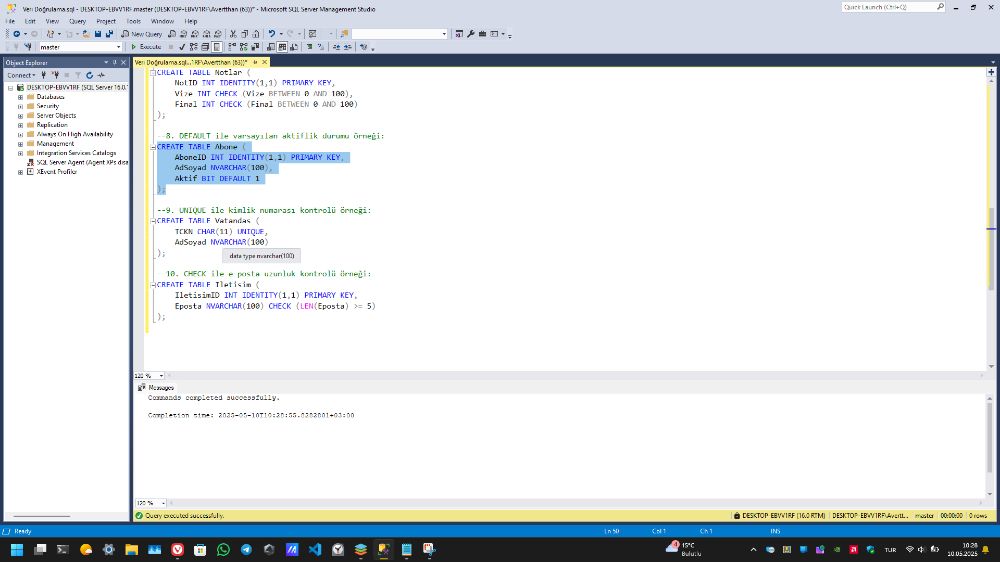 Veri Doğrulama.sql - DESKTOP-EBVV1RF.master (DESKTOP-EBVV1RF\Avertthan (63))* - Microsoft SQL Server Management Studio
Quick Launch (Ctrl+Q)
File Edit View Query Project Tools Window Help
New Query MDX DMX XMLA DAX
master Execute
Object Explorer
Veri Doğrulama.sql...1RF\Avertthan (63))*
Connect
DESKTOP-EBVV1RF (SQL Server 16.0.1
Databases
Security
Server Objects
Replication
Always On High Availability
Management
Integration Services Catalogs
SQL Server Agent (Agent XPs disa
XEvent Profiler
CREATE TABLE Notlar (
NotID INT IDENTITY(1,1) PRIMARY KEY,
Vize INT CHECK (Vize BETWEEN 0 AND 100),
Final INT CHECK (Final BETWEEN 0 AND 100)
);
--8. DEFAULT ile varsayılan aktiflik durumu örneği:
CREATE TABLE Abone (
AboneID INT IDENTITY(1,1) PRIMARY KEY,
AdSoyad NVARCHAR(100),
Aktif BIT DEFAULT 1
);
--9. UNIQUE ile kimlik numarası kontrolü örneği:
CREATE TABLE Vatandas (
TCKN CHAR(11) UNIQUE,
AdSoyad NVARCHAR(100)
);
data type nvarchar(100)
--10. CHECK ile e-posta uzunluk kontrolü örneği:
CREATE TABLE Iletisim (
IletisimID INT IDENTITY(1,1) PRIMARY KEY,
Eposta NVARCHAR(100) CHECK (LEN(Eposta) >= 5)
);
120 %
Messages
Commands completed successfully.
Completion time: 2025-05-10T10:28:55.8282801+03:00
120 %
Query executed successfully.
DESKTOP-EBVV1RF (16.0 RTM) DESKTOP-EBVV1RF\Avertt... master 00:00:00 0 rows
Ready
Ln 50 Col 1 Ch 1 INS
4
15°C
Bulutlu
TUR
10:28
10.05.2025